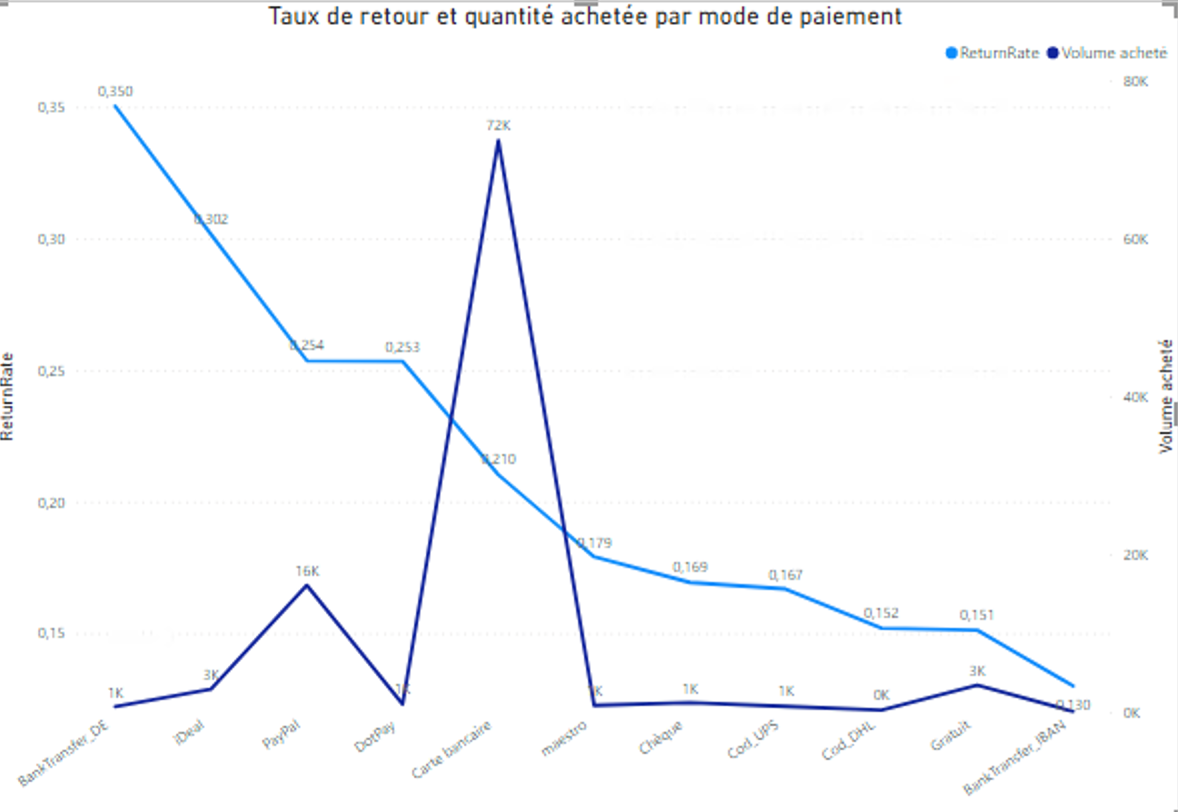 Taux de retour et quantité achetée par mode de paiement
ReturnRate Volume acheté
80K
0,350
0,35
72K
0,302
0,30
60K
0,254
0,253
0,25
40K
0,210
0,20
0,179
20K
16K
0,169
0,167
0,152
0,151
0,15
1K
3K
1K
1K
1K
0K
3K
0,130
0K
ReturnRate
Volume acheté
BankTransfer_DE
iDeal
PayPal
DotPay
Carte bancaire
maestro
Chèque
Cod_UPS
Cod_DHL
Gratuit
BankTransfer_IBAN